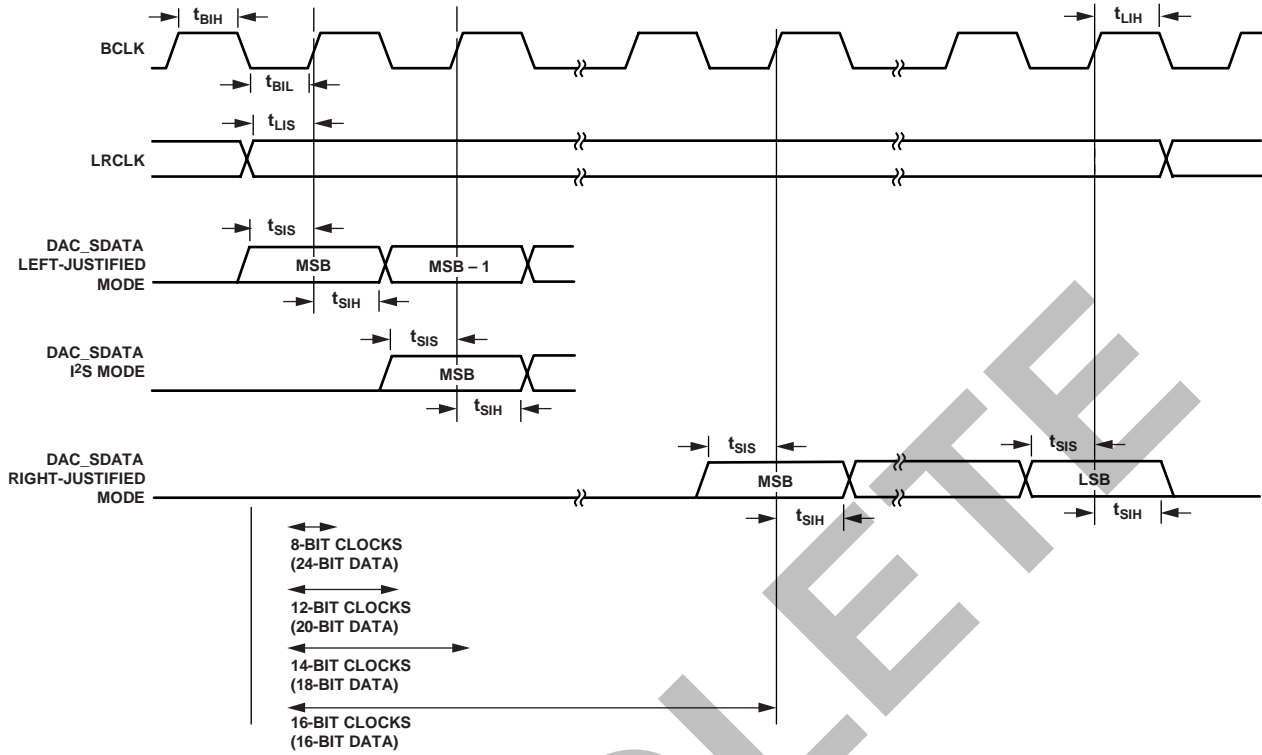 tBIH
tLIH
BCLK
tBIL
tLIS
LRCLK
tSIS
DAC_SDATA
LEFT-JUSTIFIED
MODE
MSB
MSB – 1
tSIH
tSIS
DAC_SDATA
I2S MODE
MSB
tSIH
tSIS
tSIS
DAC_SDATA
RIGHT-JUSTIFIED
MODE
MSB
LSB
tSIH
tSIH
8-BIT CLOCKS
(24-BIT DATA)
12-BIT CLOCKS
(20-BIT DATA)
14-BIT CLOCKS
(18-BIT DATA)
16-BIT CLOCKS
(16-BIT DATA)
LETE